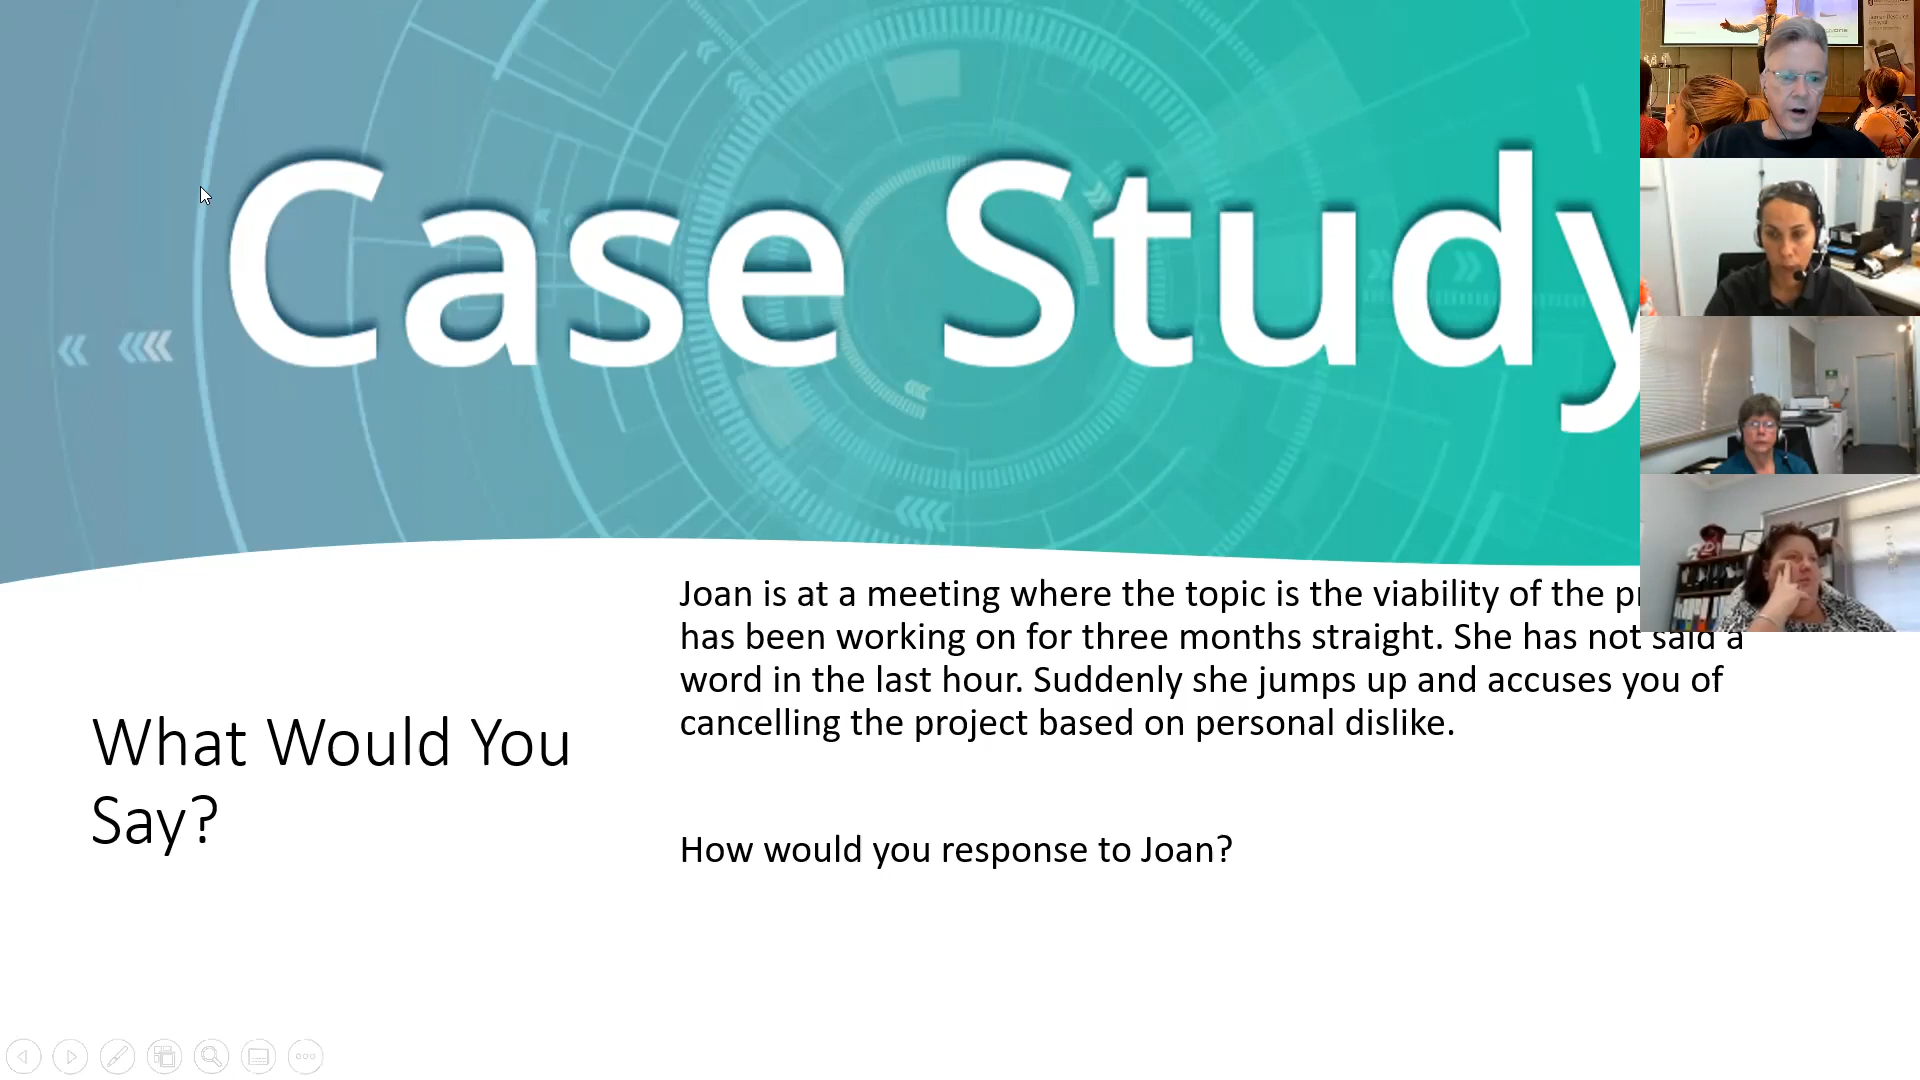 Case Study
Joan is at a meeting where the topic is the viability of the
has been working on for three months straight. She has not said a
word in the last hour. Suddenly she jumps up and accuses you of
cancelling the project based on personal dislike.
What Would You
Say?
How would you response to Joan?